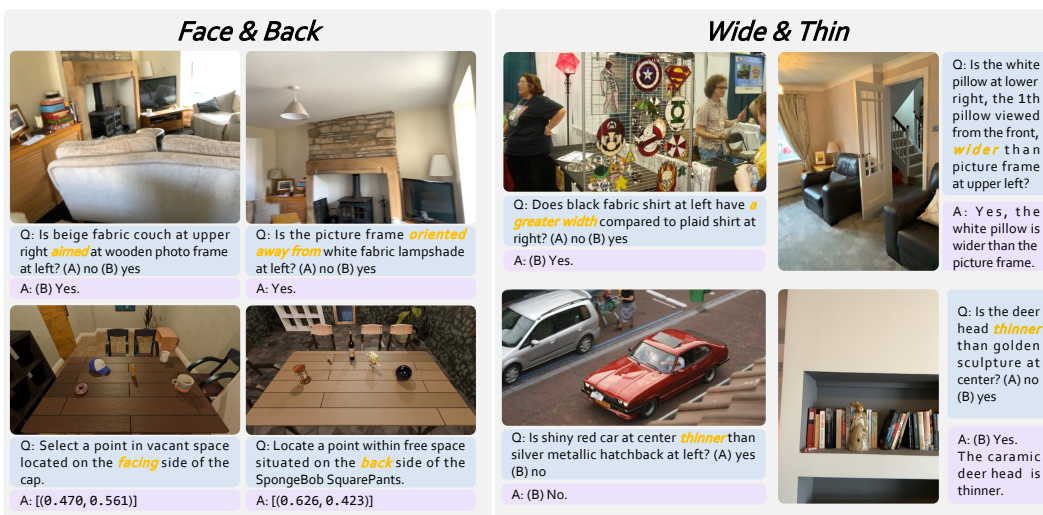 Face & Back
Q: Is beige fabric couch at upper
right aimed at wooden photo frame
at left? (A) no (B) yes
A: (B) Yes.
Q: Is the picture frame oriented
away from white fabric lampshade
at left? (A) no (B) yes
A: Yes.
Q: Select a point in vacant space
located on the facing side of the
cap.
A: [(0.470, 0.561)]
Q: Locate a point within free space
situated on the back side of the
SpongeBob SquarePants.
A: [(0.626, 0.423)]
Wide & Thin
Q: Does black fabric shirt at left have a
greater width compared to plaid shirt at
right? (A) no (B) yes
A: (B) Yes.
Q: Is the white
pillow at lower
right, the 1th
pillow viewed
from the front,
wider than
picture frame
at upper left?
A: Yes, the
white pillow is
wider than the
picture frame.
Q: Is shiny red car at center thinner than
silver metallic hatchback at left? (A) yes
(B) no
A: (B) No.
Q: Is the deer
head thinner
than golden
sculpture at
center? (A) no
(B) yes
A: (B) Yes.
The caramic
deer head is
thinner.